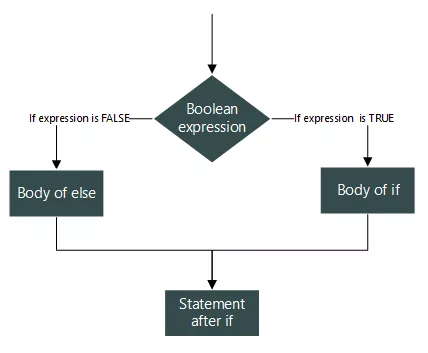 Boolean
expression
If expression is FALSE
If expression is TRUE
Body of else
Body of if
Statement
after if